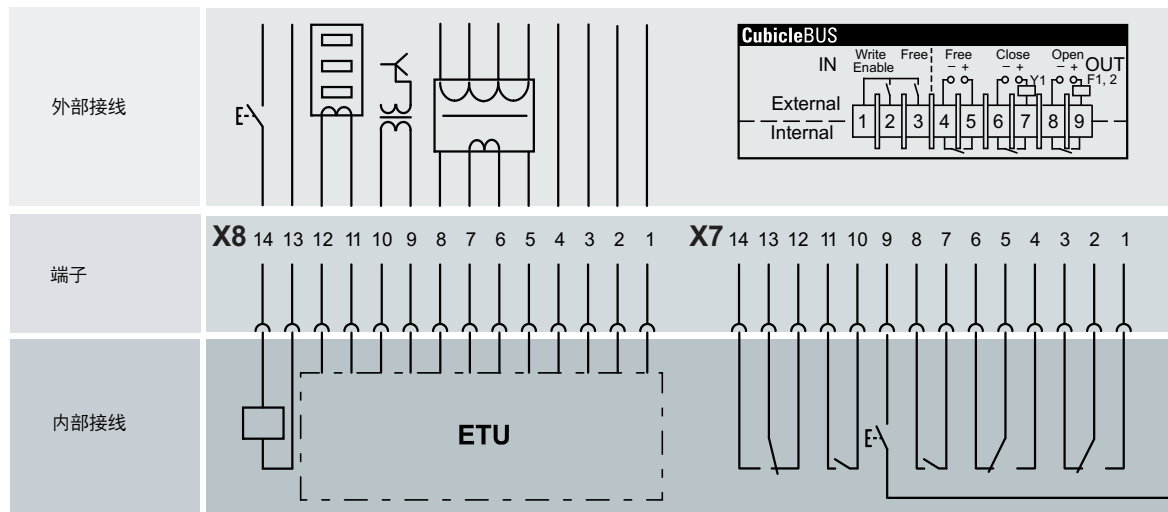 外部接线
CubicleBUS
IN Write Enable Free Free Close Open OUT
- + - + - +
Y1 F1, 2
External
1 2 3 4 5 6 7 8 9
Internal
X8 14 13 12 11 10 9 8 7 6 5 4 3 2 1
X7 14 13 12 11 10 9 8 7 6 5 4 3 2 1
端子
内部接线
ETU